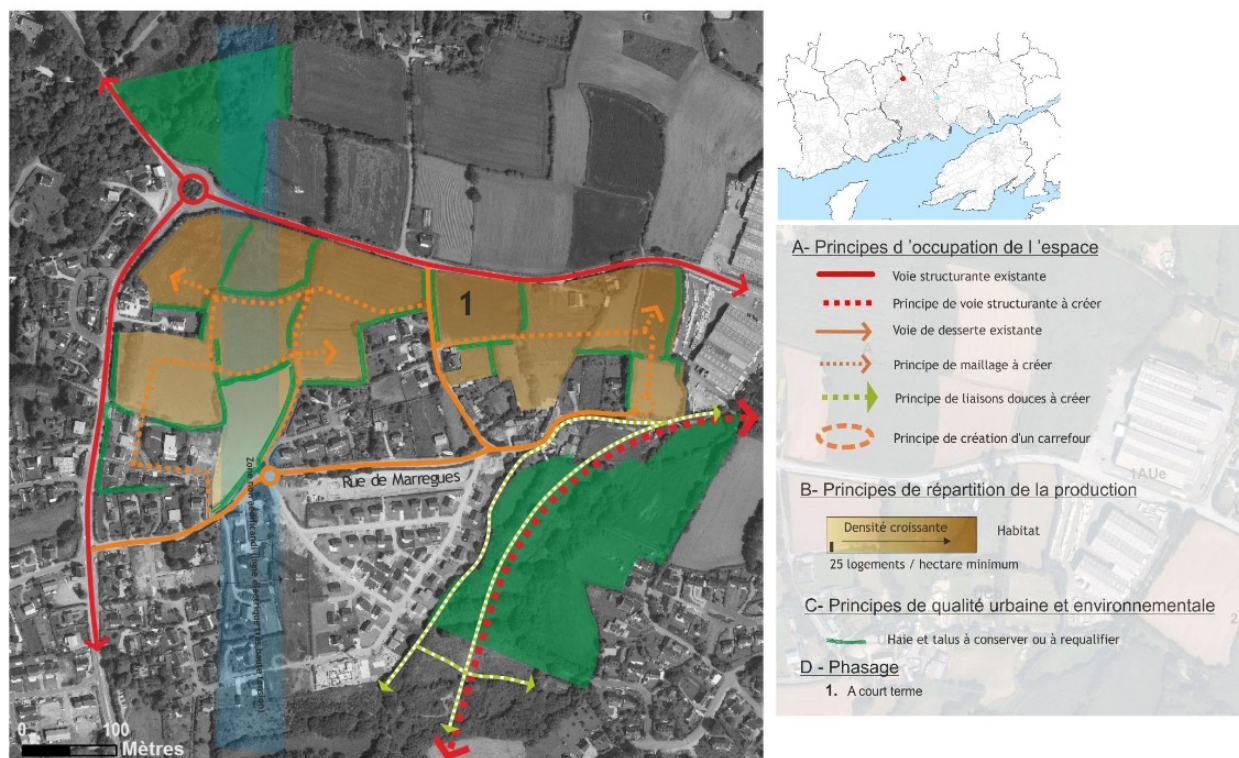 1
Rue de Marregues
0 100
Mètres
A- Principes d 'occupation de l 'espace
Voie structurante existante
Principe de voie structurante à créer
Voie de desserte existante
Principe de maillage à créer
Principe de liaisons douces à créer
Principe de création d'un carrefour
1AUe
B- Principes de répartition de la production
Densité croissante
Habitat
25 logements / hectare minimum
C- Principes de qualité urbaine et environnementale
Haie et talus à conserver ou à requalifier
2
D - Phasage
1. A court terme